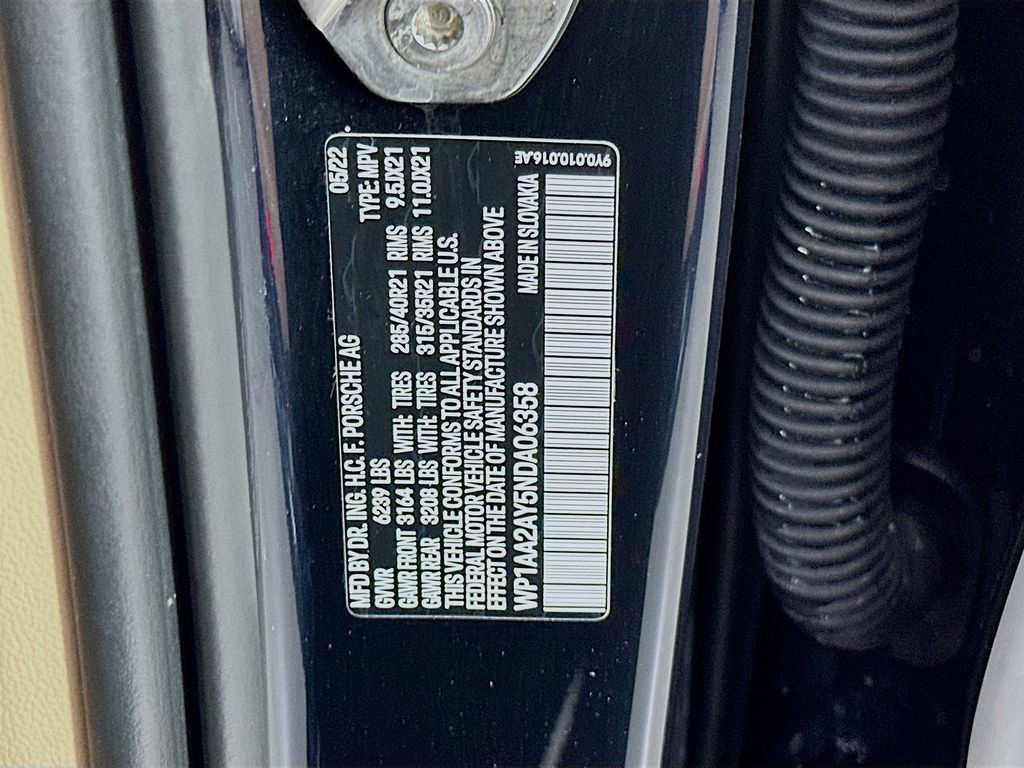 MFD BY DR. ING. H.C. F. PORSCHE AG 05/22
GVWR 6239 LBS TYPE: MPV
GAWR FRONT 3164 LBS WITH: TIRES 285/40R21 RIMS 9.5JX21
GAWR REAR 3208 LBS WITH: TIRES 315/35R21 RIMS 11.0JX21
THIS VEHICLE CONFORMS TO ALL APPLICABLE U.S.
FEDERAL MOTOR VEHICLE SAFETY STANDARDS IN
EFFECT ON THE DATE OF MANUFACTURE SHOWN ABOVE
WP1AA2AY5NDA06358 MADE IN SLOVAKIA 9Y0.010.016.AE